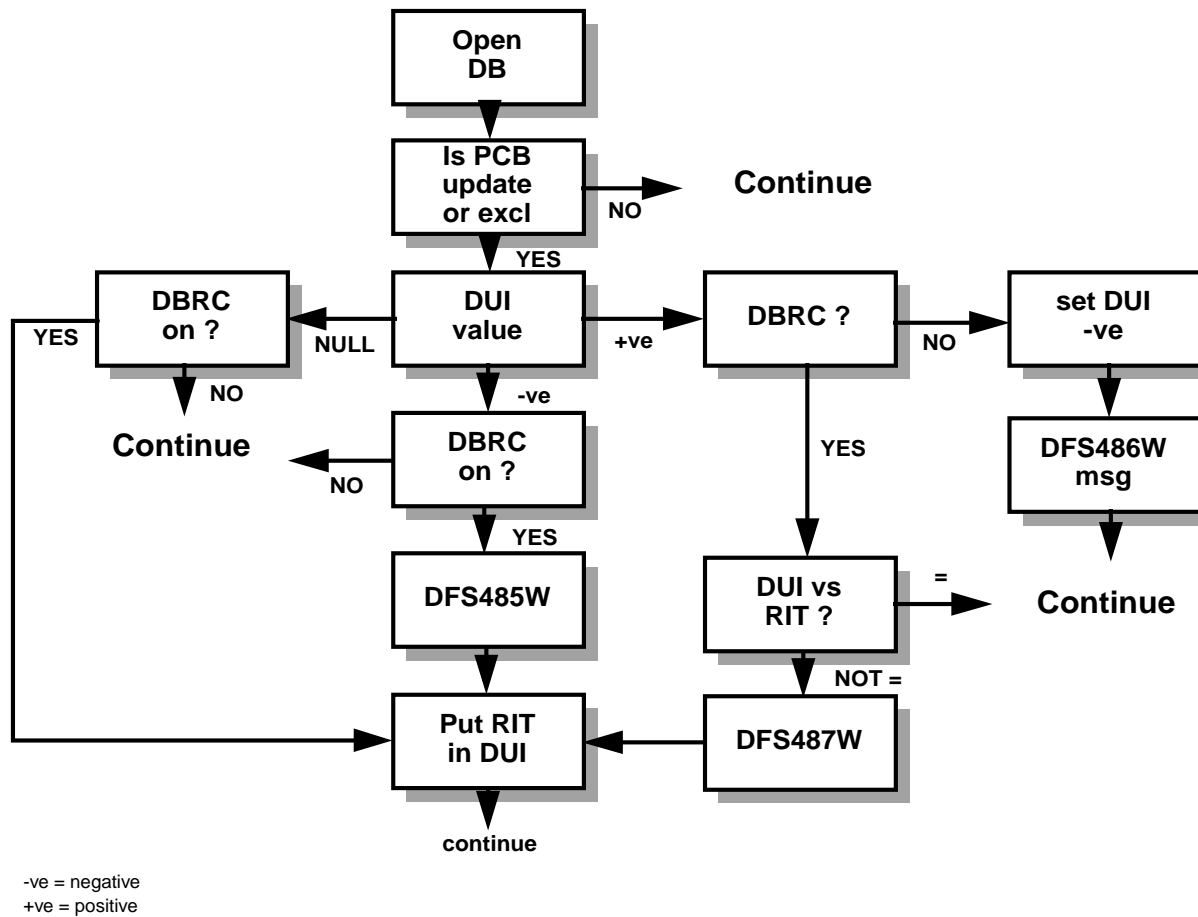 Open
DB
Is PCB
update
or excl
NO
Continue
YES
DBRC
on ?
YES
NULL
DUI
value
+ve
DBRC ?
NO
set DUI
-ve
NO
Continue
-ve
DBRC
on ?
NO
YES
DFS486W
msg
YES
DFS485W
DUI vs
RIT ?
=
Continue
NOT =
Put RIT
in DUI
DFS487W
continue
-ve = negative
+ve = positive